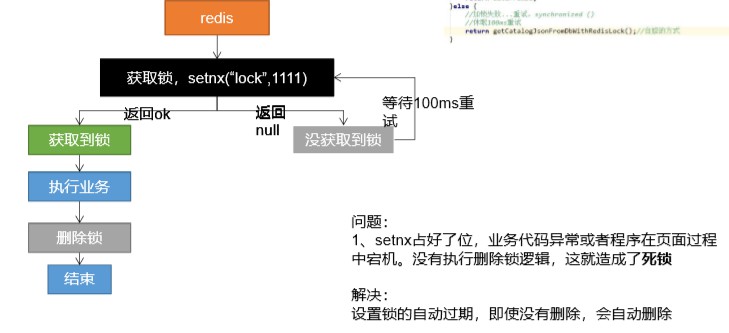 redis
}else {
//加锁失败...重试。synchronized ()
//休眠100ms重试
return getCatalogJsonFromDbWithRedisLock();//自旋的方式
}
获取锁，setnx(“lock”,1111)
返回ok
返回
null
等待100ms重
试
获取到锁
没获取到锁
执行业务
删除锁
结束
问题：
1、setnx占好了位，业务代码异常或者程序在页面过程
中宕机。没有执行删除锁逻辑，这就造成了死锁
解决：
设置锁的自动过期，即使没有删除，会自动删除